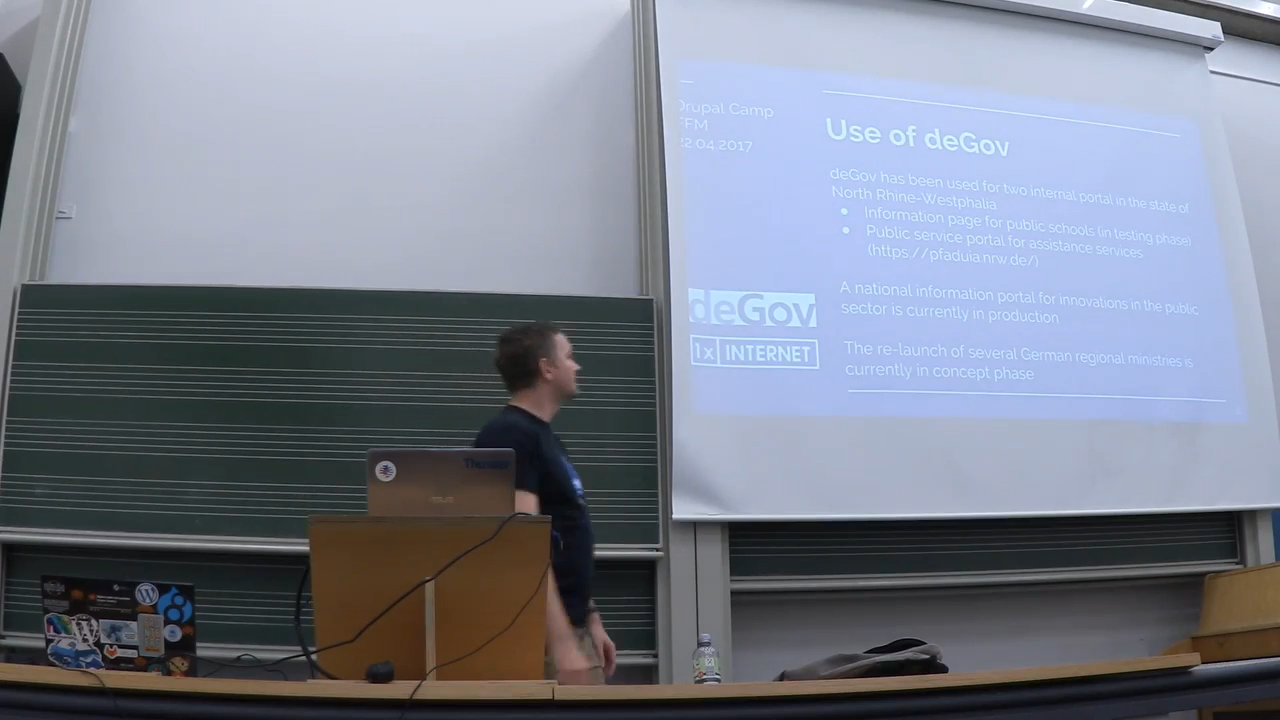 Drupal Camp
FFM
22.04.2017
Use of deGov
deGov has been used for two internal portal in the state of
North Rhine-Westphalia
Information page for public schools (in testing phase)
Public service portal for assistance services
(https://pfaduia.nrw.de/)
A national information portal for innovations in the public
sector is currently in production
The re-launch of several German regional ministries is
currently in concept phase
deGov
1x INTERNET
Thunder
ASUS